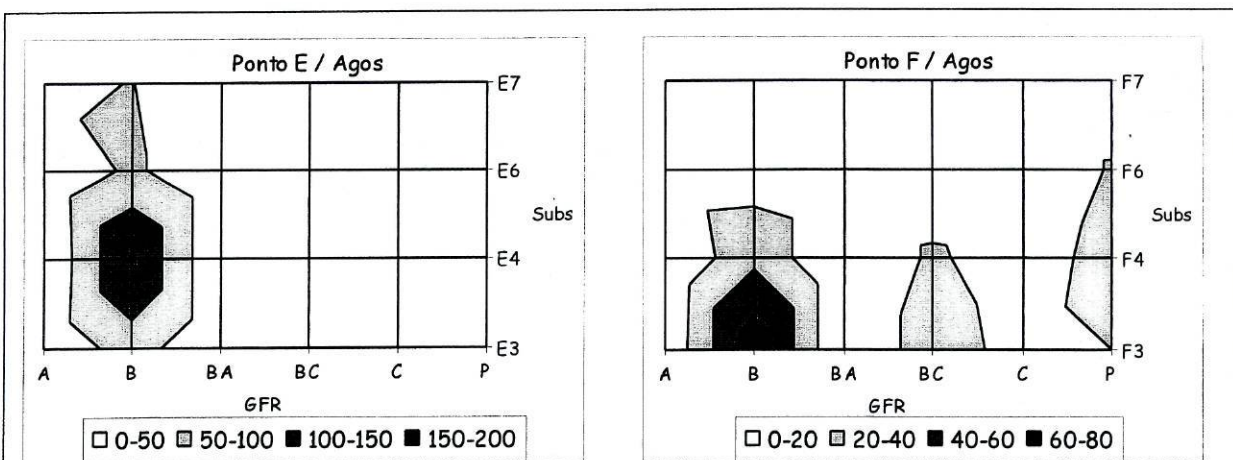 Ponto E / Agos
E7
E6
Subs
E4
E3
A B BA BC C P
GFR
0-50 50-100 100-150 150-200
Ponto F / Agos
F7
F6
Subs
F4
F3
A B BA BC C P
GFR
0-20 20-40 40-60 60-80